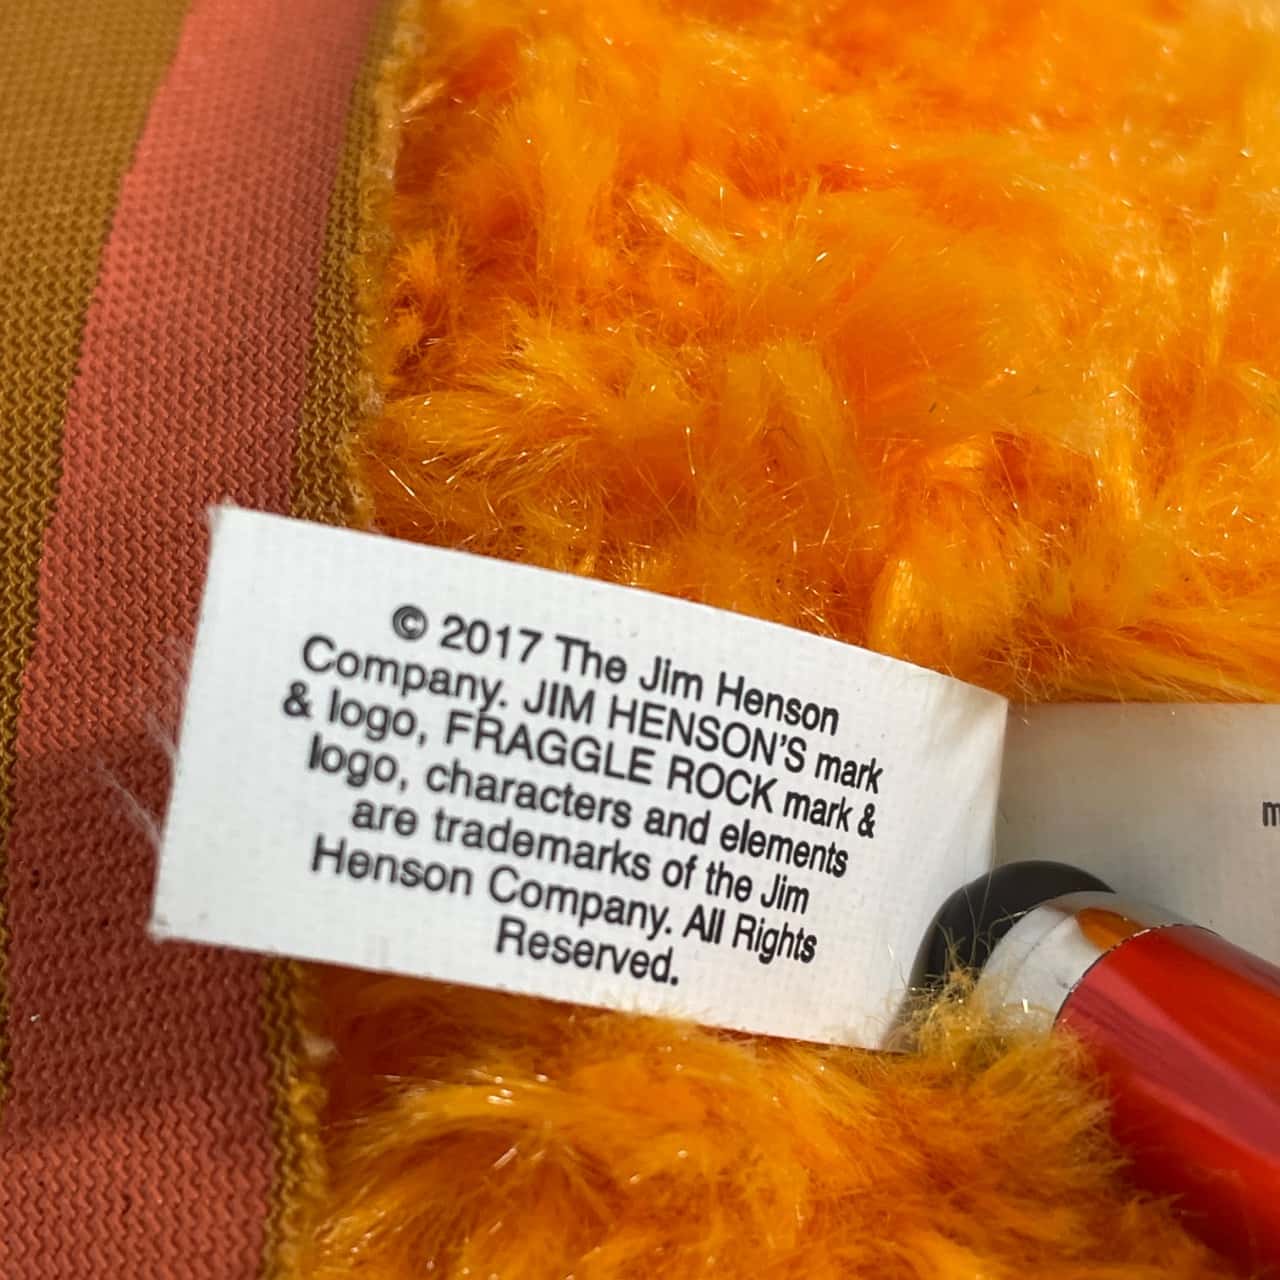 © 2017 The Jim Henson
Company. JIM HENSON'S mark
& logo, FRAGGLE ROCK mark &
logo, characters and elements
are trademarks of the Jim
Henson Company. All Rights
Reserved.